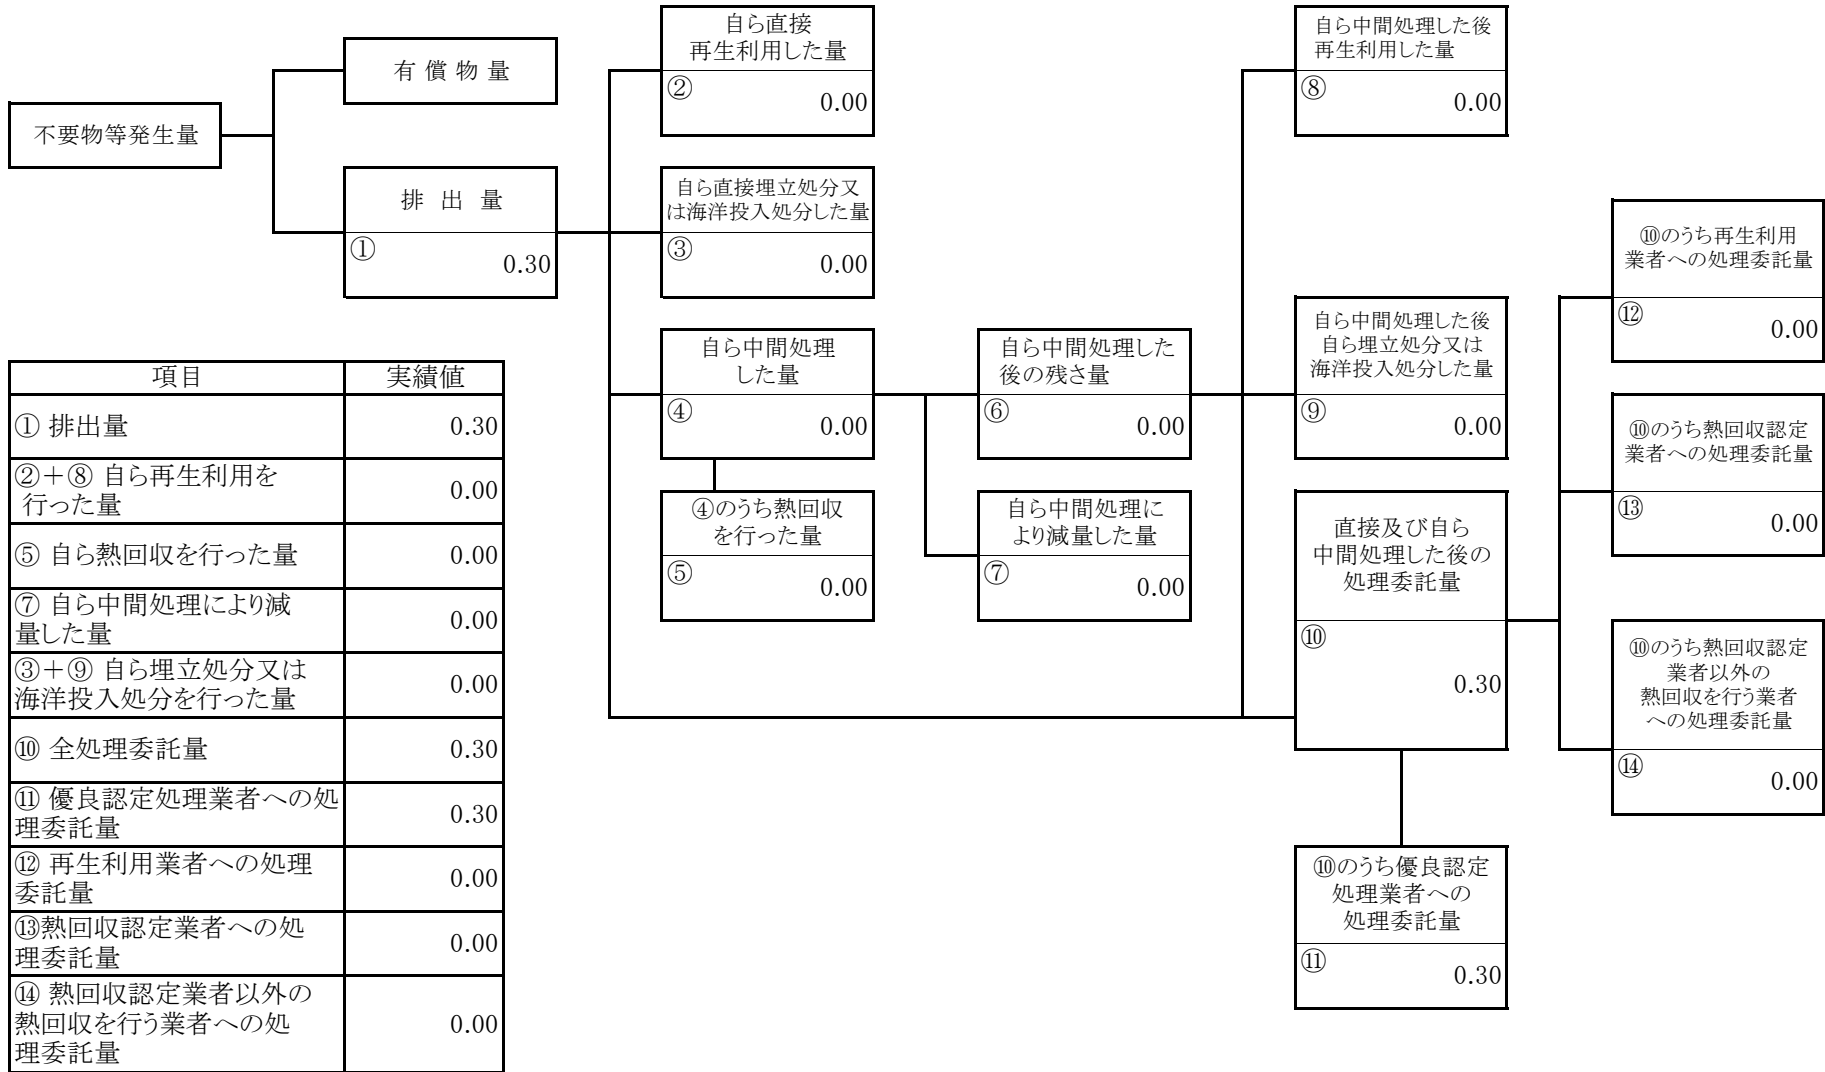 不要物等発生量
有 償 物 量
排 出 量
①
0.30
自ら直接
再生利用した量
②
0.00
自ら直接埋立処分又
は海洋投入処分した量
③
0.00
自ら中間処理
した量
④
0.00
④のうち熱回収
を行った量
⑤
0.00
自ら中間処理した
後の残さ量
⑥
0.00
自ら中間処理に
より減量した量
⑦
0.00
自ら中間処理した後
再生利用した量
⑧
0.00
自ら中間処理した後
自ら埋立処分又は
海洋投入処分した量
⑨
0.00
直接及び自ら
中間処理した後の
処理委託量
⑩
0.30
⑩のうち優良認定
処理業者への
処理委託量
⑪
0.30
⑩のうち再生利用
業者への処理委託量
⑫
0.00
⑩のうち熱回収認定
業者への処理委託量
⑬
0.00
⑩のうち熱回収認定
業者以外の
熱回収を行う業者
への処理委託量
⑭
0.00
項目 実績値
① 排出量 0.30
②＋⑧ 自ら再生利用を
行った量 0.00
⑤ 自ら熱回収を行った量 0.00
⑦ 自ら中間処理により減
量した量 0.00
③＋⑨ 自ら埋立処分又は
海洋投入処分を行った量 0.00
⑩ 全処理委託量 0.30
⑪ 優良認定処理業者への処
理委託量 0.30
⑫ 再生利用業者への処理
委託量 0.00
⑬熱回収認定業者への処
理委託量 0.00
⑭ 熱回収認定業者以外の
熱回収を行う業者への処
理委託量 0.00